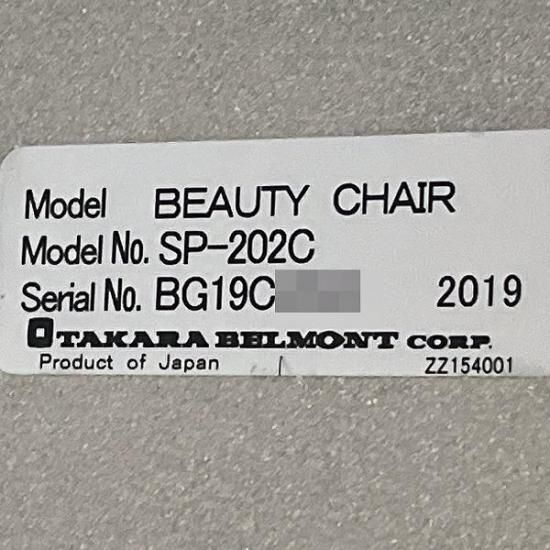 Model BEAUTY CHAIR
Model No. SP-202C
Serial No. BG19C 2019
TAKARA BELMONT CORP.
Product of Japan ZZ154001